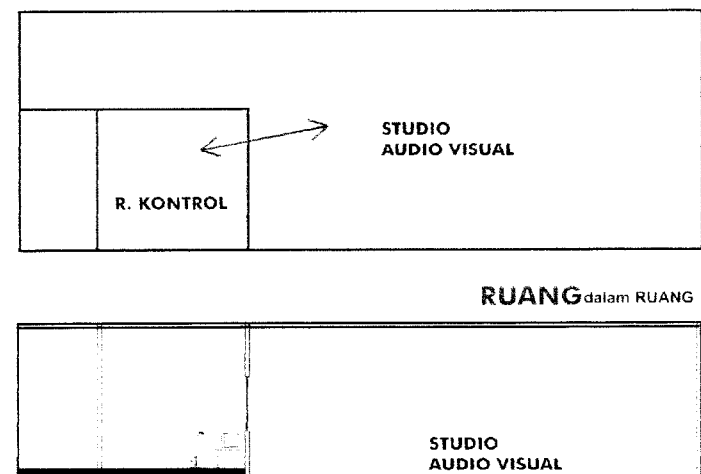 STUDIO
AUDIO VISUAL
R. KONTROL
RUANG dalam RUANG
STUDIO
AUDIO VISUAL